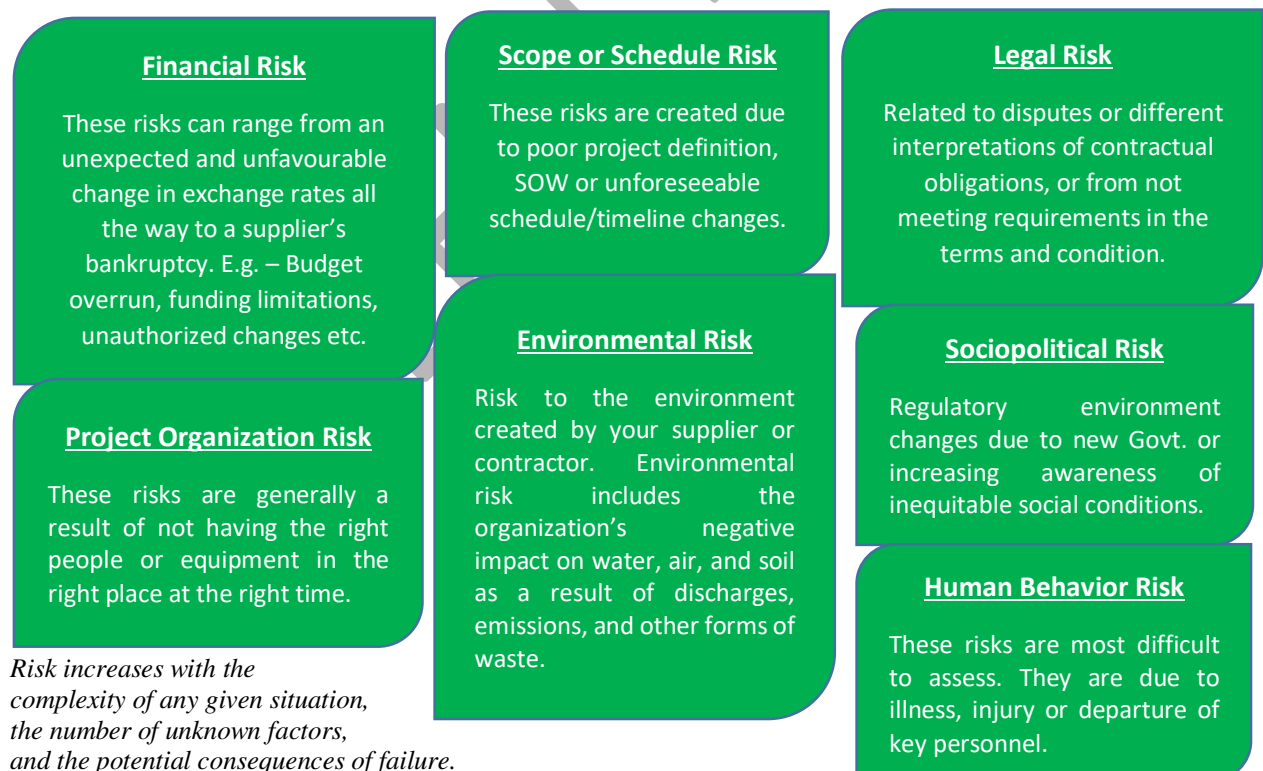 Financial Risk
These risks can range from an
unexpected and unfavourable
change in exchange rates all
the way to a supplier’s
bankruptcy. E.g. – Budget
overrun, funding limitations,
unauthorized changes etc.
Scope or Schedule Risk
These risks are created due
to poor project definition,
SOW or unforeseeable
schedule/timeline changes.
Legal Risk
Related to disputes or different
interpretations of contractual
obligations, or from not
meeting requirements in the
terms and condition.
Project Organization Risk
These risks are generally a
result of not having the right
people or equipment in the
right place at the right time.
Environmental Risk
Risk to the environment
created by your supplier or
contractor. Environmental
risk includes the
organization’s negative
impact on water, air, and soil
as a result of discharges,
emissions, and other forms of
waste.
Sociopolitical Risk
Regulatory environment
changes due to new Govt. or
increasing awareness of
inequitable social conditions.
Human Behavior Risk
These risks are most difficult
to assess. They are due to
illness, injury or departure of
key personnel.
Risk increases with the
complexity of any given situation,
the number of unknown factors,
and the potential consequences of failure.